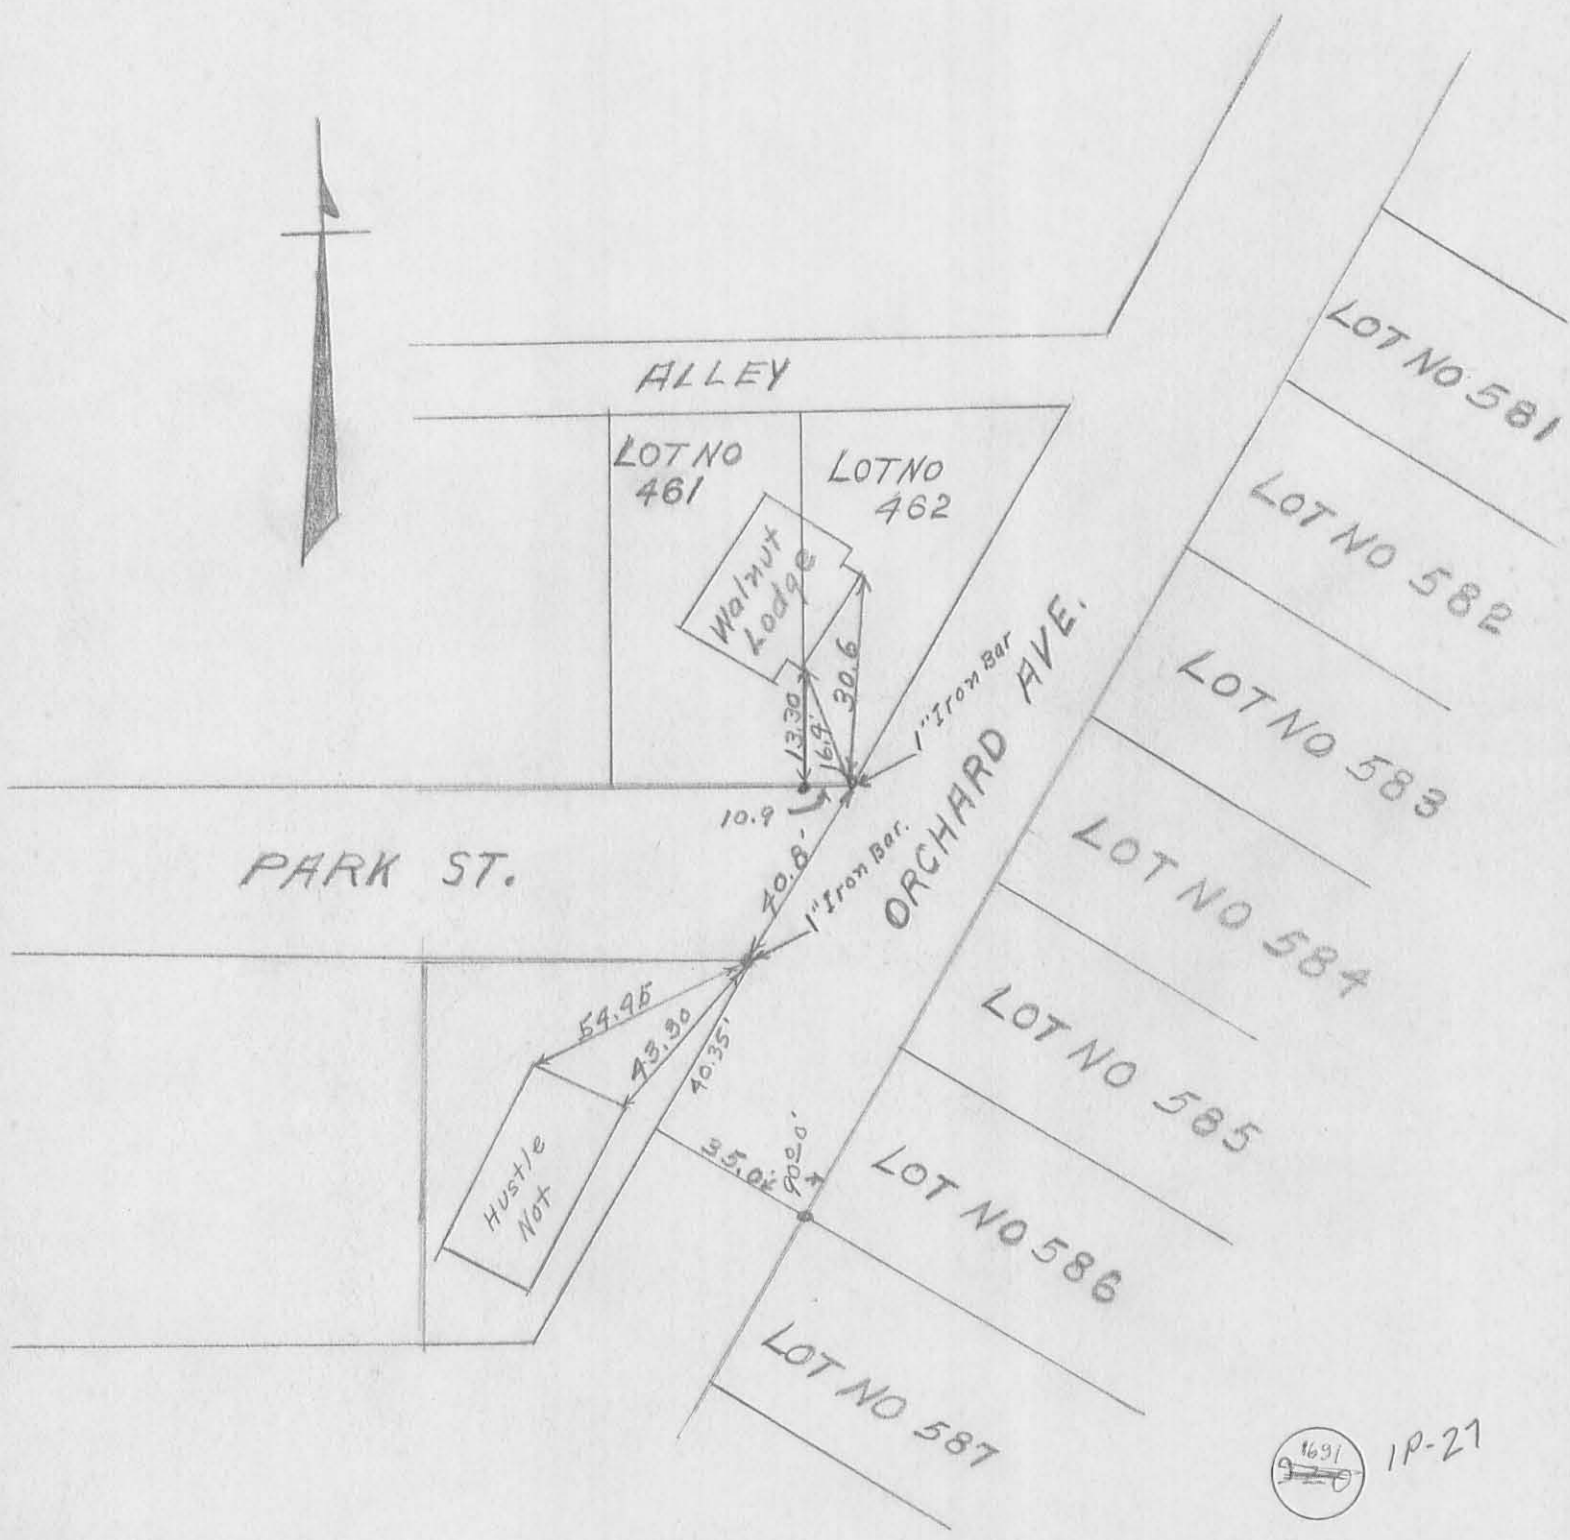 ALLEY
LOT NO
461
LOT NO
462
Walnut
Lodge
13.30
16.9'
30.6
1" Iron Bar
10.9
40.8'
1" Iron Bar.
PARK ST.
ORCHARD AVE.
54.95
43.30
40.35'
35.0
90° 0'
Hustle
Not
LOT NO 581
LOT NO 582
LOT NO 583
LOT NO 584
LOT NO 585
LOT NO 586
LOT NO 587
1691
920
IP-27